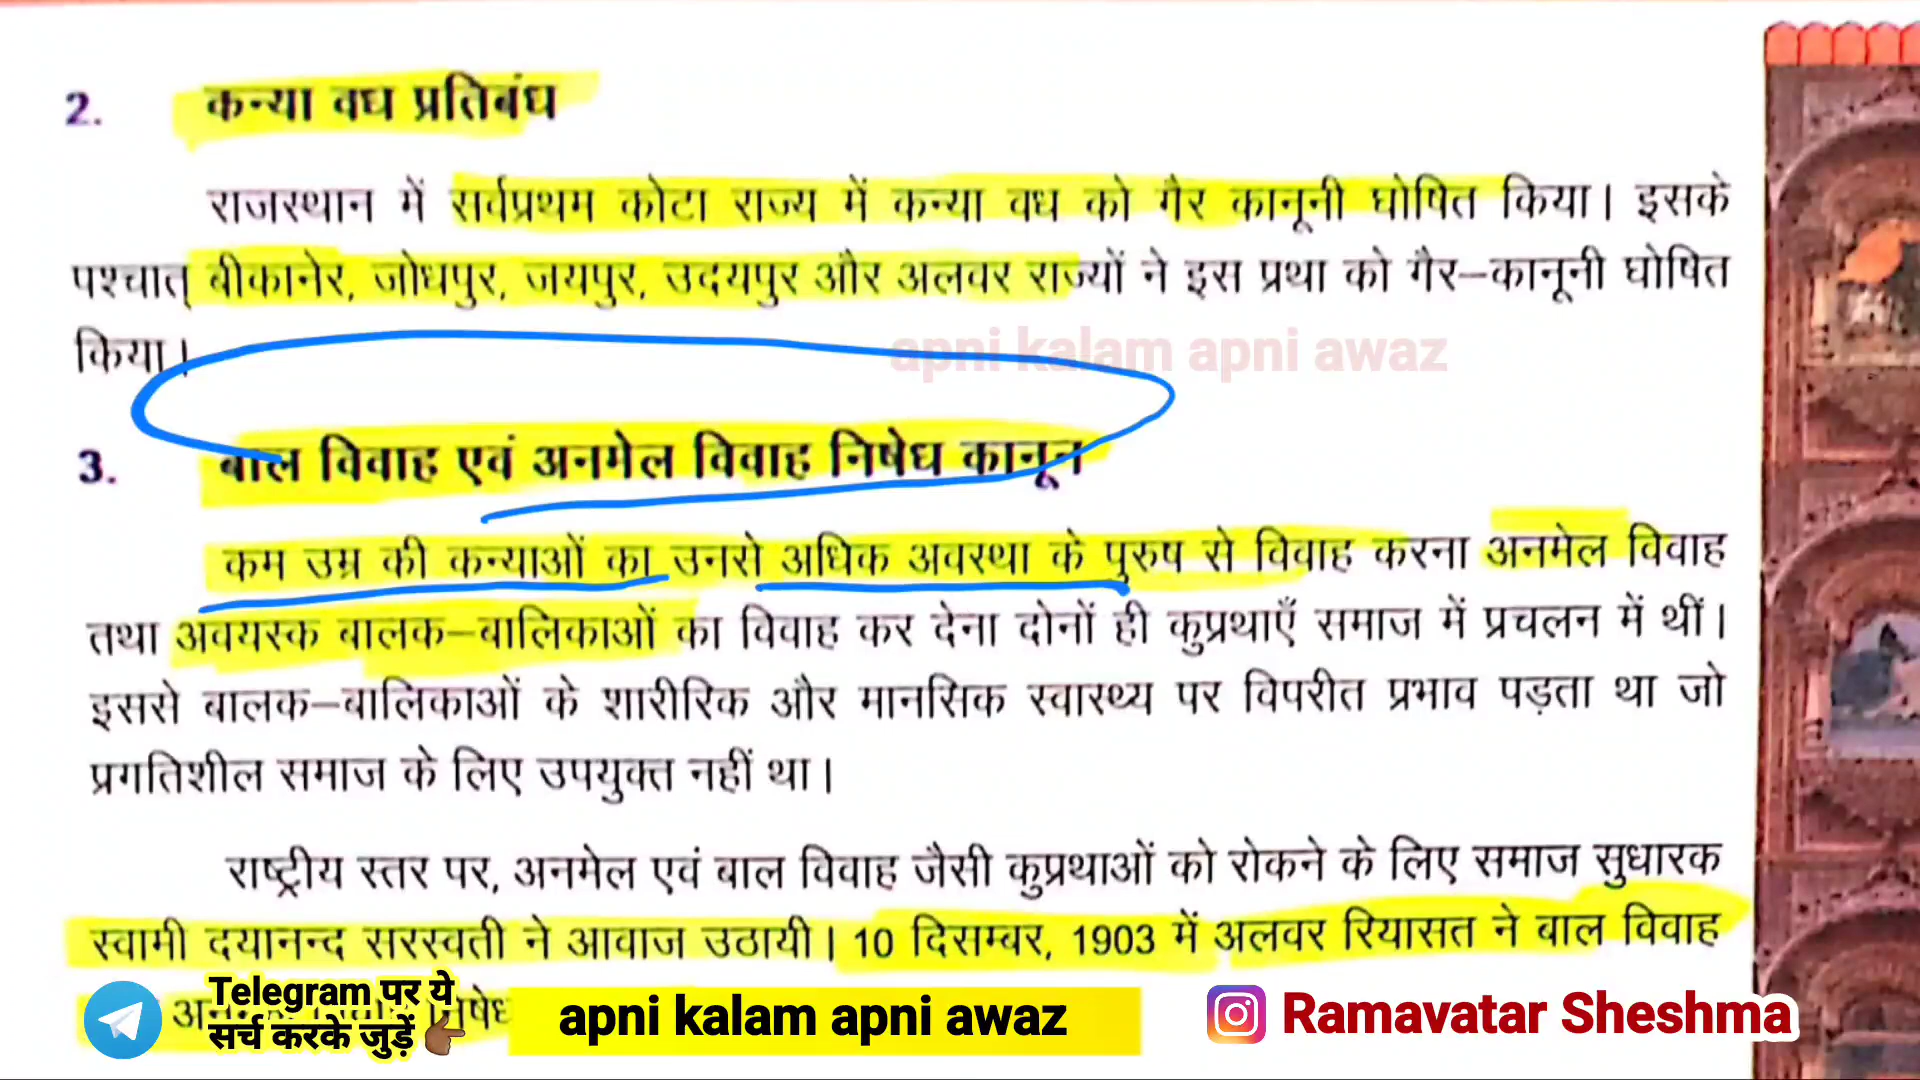 2. कन्या वध प्रतिबंध
राजस्थान में सर्वप्रथम कोटा राज्य में कन्या वध को गैर कानूनी घोषित किया। इसके
पश्चात् बीकानेर, जोधपुर, जयपुर, उदयपुर और अलवर राज्यों ने इस प्रथा को गैर–कानूनी घोषित
किया।
apni kalam apni awaz
3. बाल विवाह एवं अनमेल विवाह निषेध कानून
कम उम्र की कन्याओं का उनसे अधिक अवस्था के पुरुष से विवाह करना अनमेल विवाह
तथा अवयस्क बालक–बालिकाओं का विवाह कर देना दोनों ही कुप्रथाएँ समाज में प्रचलन में थीं।
इससे बालक–बालिकाओं के शारीरिक और मानसिक स्वास्थ्य पर विपरीत प्रभाव पड़ता था जो
प्रगतिशील समाज के लिए उपयुक्त नहीं था।
राष्ट्रीय स्तर पर, अनमेल एवं बाल विवाह जैसी कुप्रथाओं को रोकने के लिए समाज सुधारक
स्वामी दयानन्द सरस्वती ने आवाज उठायी। 10 दिसम्बर, 1903 में अलवर रियासत ने बाल विवाह
Telegram पर ये
सर्च करके जुड़ें
apni kalam apni awaz
Ramavatar Sheshma